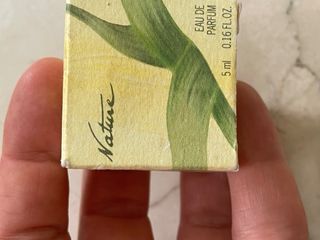 Nature
EAU DE
PARFUM
5 ml 0.16 FL.OZ.